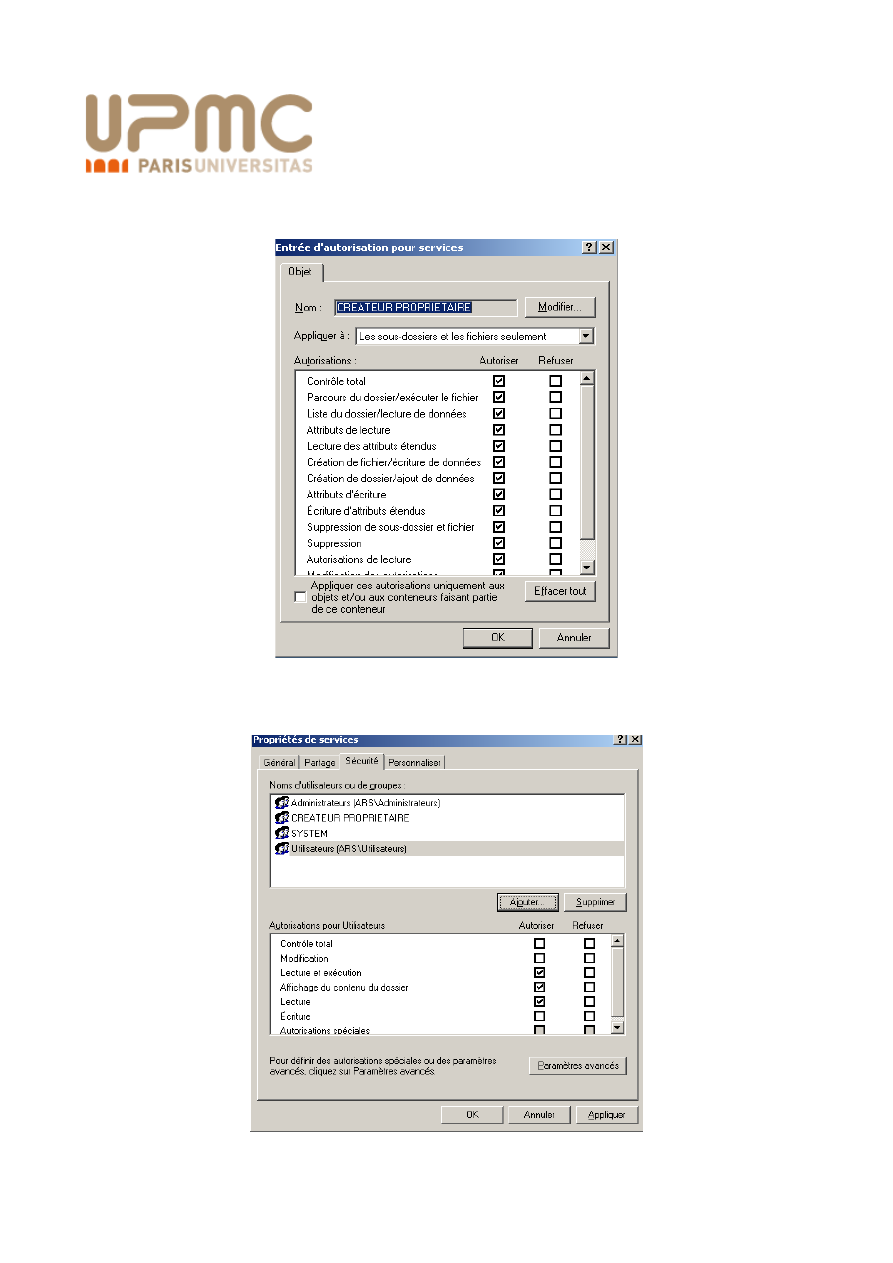 UPMC
PARISUNIVERSITAS
Entrée d'autorisation pour services
Objet
Nom : CREATEUR PROPRIETAIRE Modifier...
Appliquer à : Les sous-dossiers et les fichiers seulement
Autorisations : Autoriser Refuser
Contrôle total
Parcours du dossier/exécuter le fichier
Liste du dossier/lecture de données
Attributs de lecture
Lecture des attributs étendus
Création de fichier/écriture de données
Création de dossier/ajout de données
Attributs d'écriture
Écriture d'attributs étendus
Suppression de sous-dossier et fichier
Suppression
Autorisations de lecture
Modification des autorisations
Appliquer ces autorisations uniquement aux
objets et/ou aux conteneurs faisant partie
de ce conteneur
Effacer tout
OK Annuler
Propriétés de services
Général Partage Sécurité Personnaliser
Noms d'utilisateurs ou de groupes :
Administrateurs (ARS\Administrateurs)
CREATEUR PROPRIETAIRE
SYSTEM
Utilisateurs (ARS\Utilisateurs)
Ajouter... Supprimer
Autorisations pour Utilisateurs Autoriser Refuser
Contrôle total
Modification
Lecture et exécution
Affichage du contenu du dossier
Lecture
Écriture
Autorisations spéciales
Pour définir des autorisations spéciales ou des paramètres
avancés, cliquez sur Paramètres avancés.
Paramètres avancés
OK Annuler Appliquer